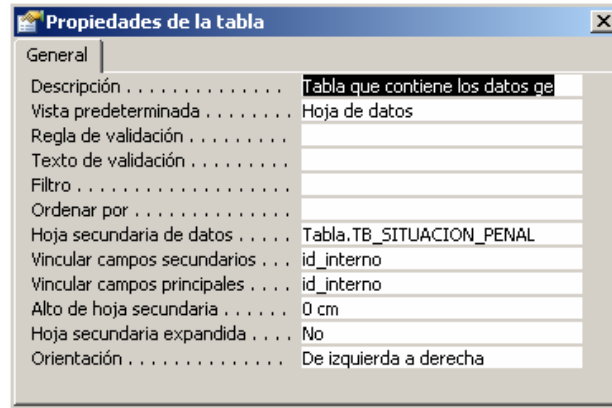 Propiedades de la tabla
General
Descripción . . . . . . . . . . . . . . Tabla que contiene los datos ge
Vista predeterminada . . . . . . . . Hoja de datos
Regla de validación . . . . . . . . .
Texto de validación . . . . . . . . .
Filtro . . . . . . . . . . . . . . . . . . .
Ordenar por . . . . . . . . . . . . . .
Hoja secundaria de datos . . . . . Tabla.TB_SITUACION_PENAL
Vincular campos secundarios . . . id_interno
Vincular campos principales . . . . id_interno
Alto de hoja secundaria . . . . . . 0 cm
Hoja secundaria expandida . . . . No
Orientación . . . . . . . . . . . . . . De izquierda a derecha